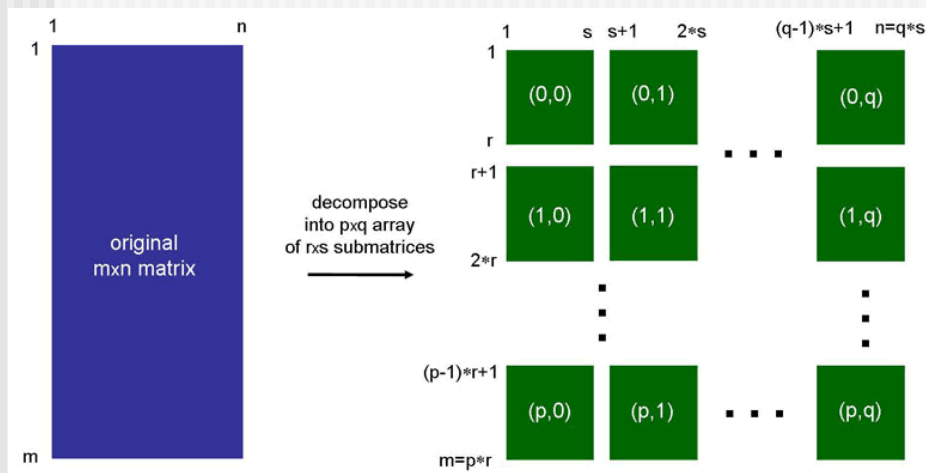 1 n
1
original
mxn matrix
m
decompose
into pxq array
of rxs submatrices
1 s s+1 2*s (q-1)*s+1 n=q*s
1
(0,0) (0,1) (0,q)
r
r+1
(1,0) (1,1) (1,q)
2*r
(p-1)*r+1
(p,0) (p,1) (p,q)
m=p*r